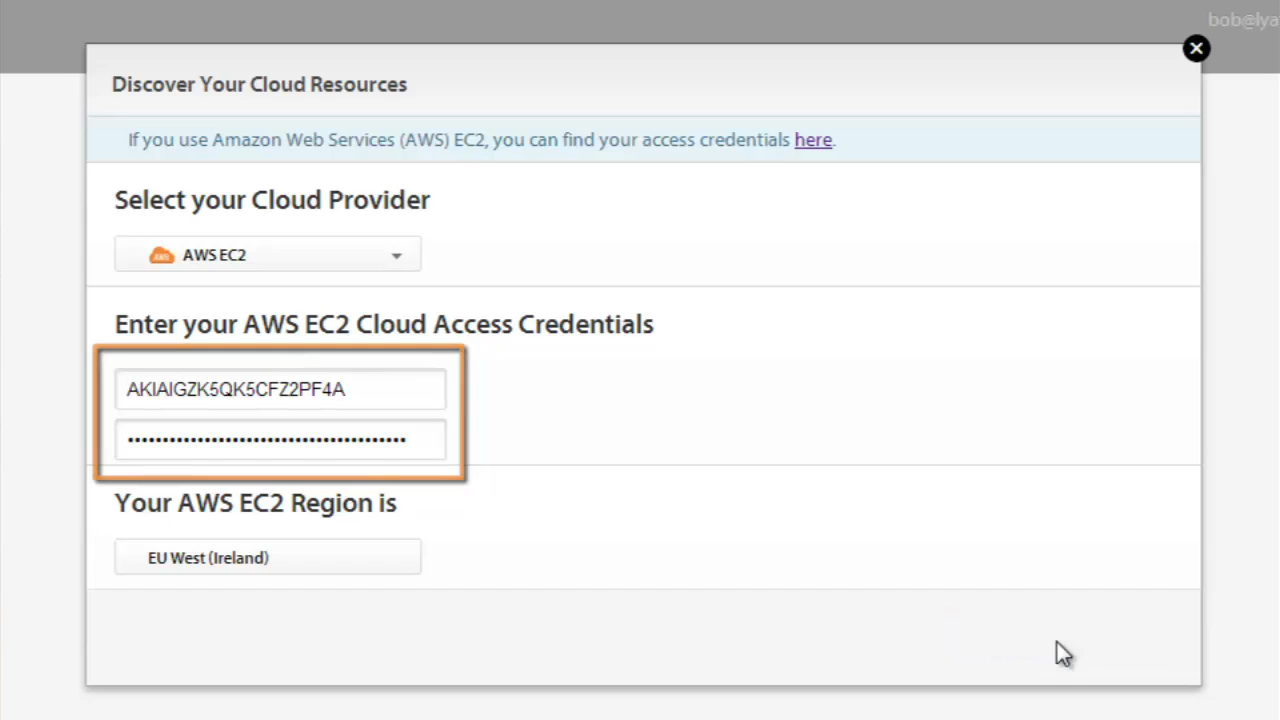 bob@lya
Discover Your Cloud Resources
If you use Amazon Web Services (AWS) EC2, you can find your access credentials here.
Select your Cloud Provider
AWS EC2
Enter your AWS EC2 Cloud Access Credentials
AKIAIGZK5QK5CFZ2PF4A
••••••••••••••••••••••••••••••••••••••••
Your AWS EC2 Region is
EU West (Ireland)